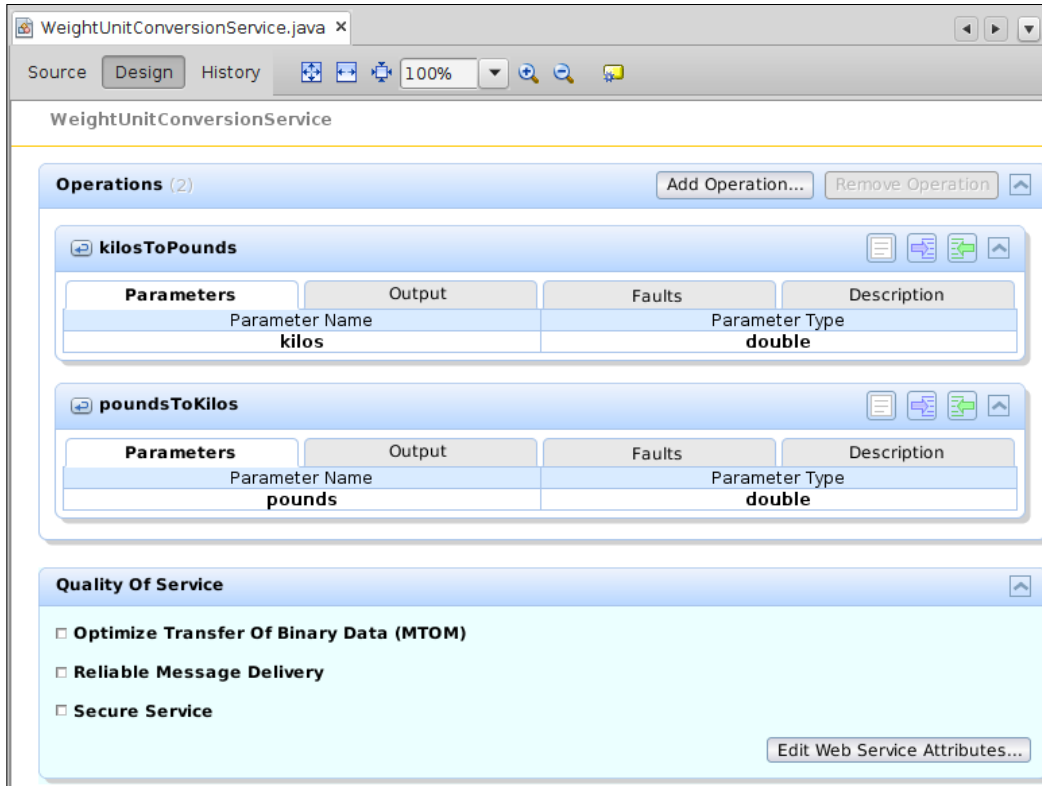 WeightUnitConversionService.java
Source Design History 100%
WeightUnitConversionService
Operations (2) Add Operation... Remove Operation
kilosToPounds
Parameters Output Faults Description
Parameter Name Parameter Type
kilos double
poundsToKilos
Parameters Output Faults Description
Parameter Name Parameter Type
pounds double
Quality Of Service
Optimize Transfer Of Binary Data (MTOM)
Reliable Message Delivery
Secure Service
Edit Web Service Attributes...